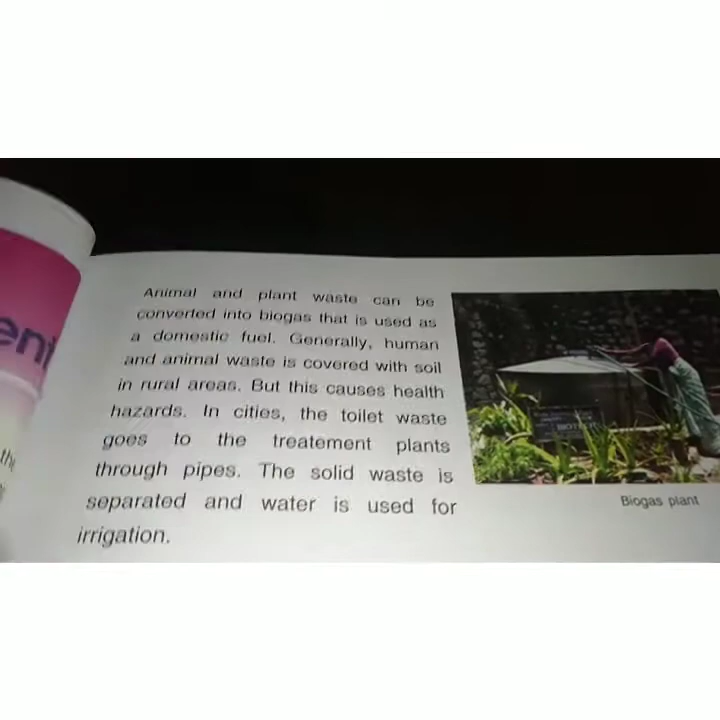 ent
the
Animal and plant waste can be
converted into biogas that is used as
a domestic fuel. Generally, human
and animal waste is covered with soil
in rural areas. But this causes health
hazards. In cities, the toilet waste
goes to the treatement plants
through pipes. The solid waste is
separated and water is used for
irrigation.
Biogas plant